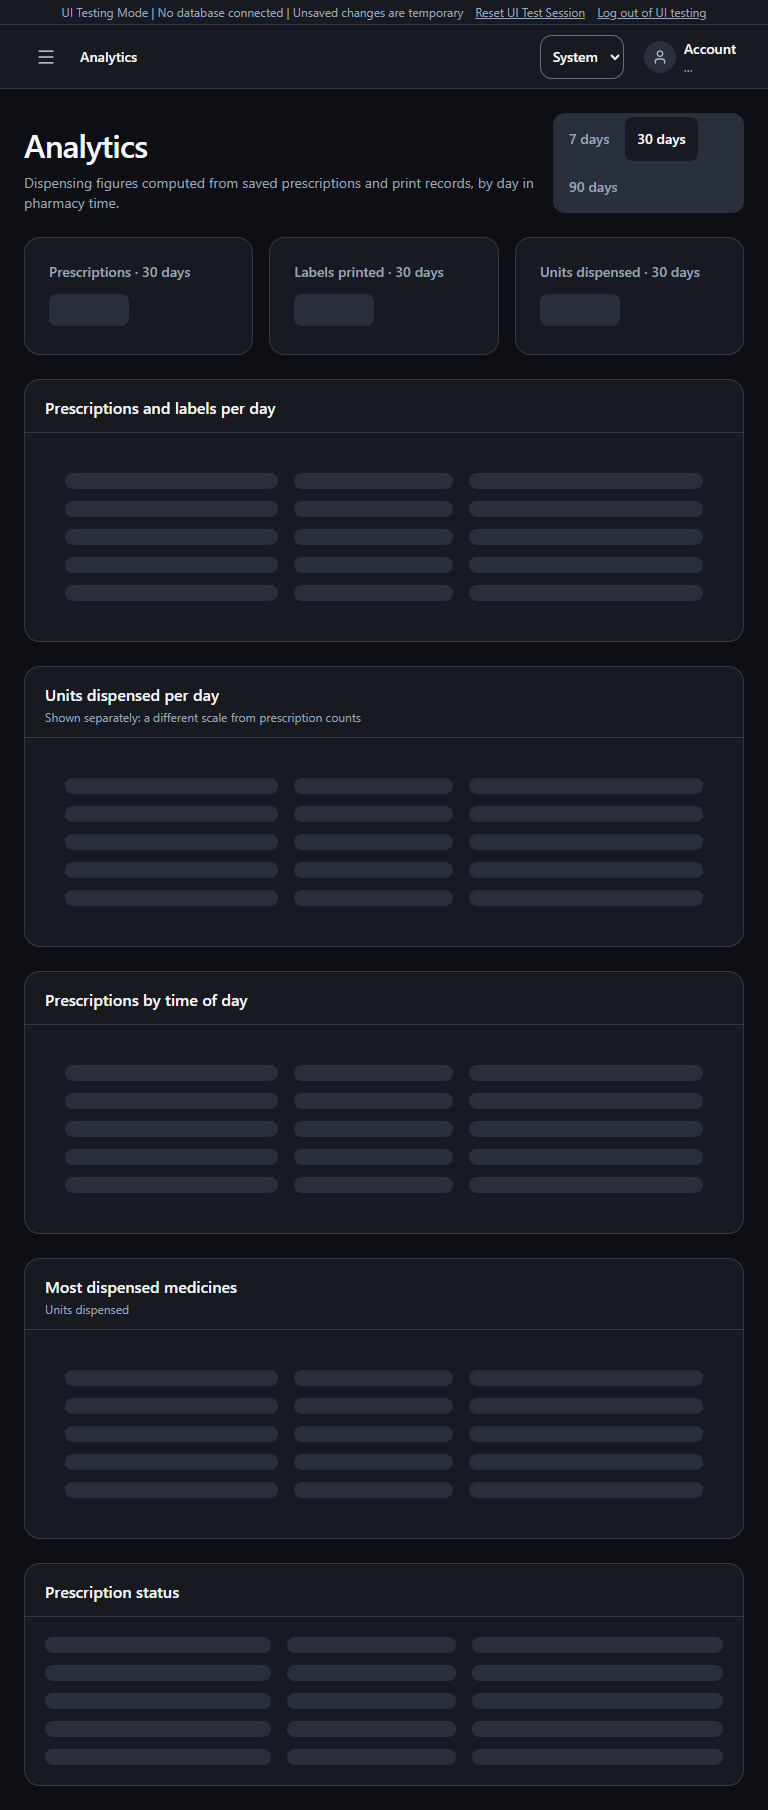 UI Testing Mode | No database connected | Unsaved changes are temporary Reset UI Test Session Log out of UI testing
Analytics
System
Account
...
Analytics
Dispensing figures computed from saved prescriptions and print records, by day in
pharmacy time.
7 days
30 days
90 days
Prescriptions · 30 days
Labels printed · 30 days
Units dispensed · 30 days
Prescriptions and labels per day
Units dispensed per day
Shown separately: a different scale from prescription counts
Prescriptions by time of day
Most dispensed medicines
Units dispensed
Prescription status